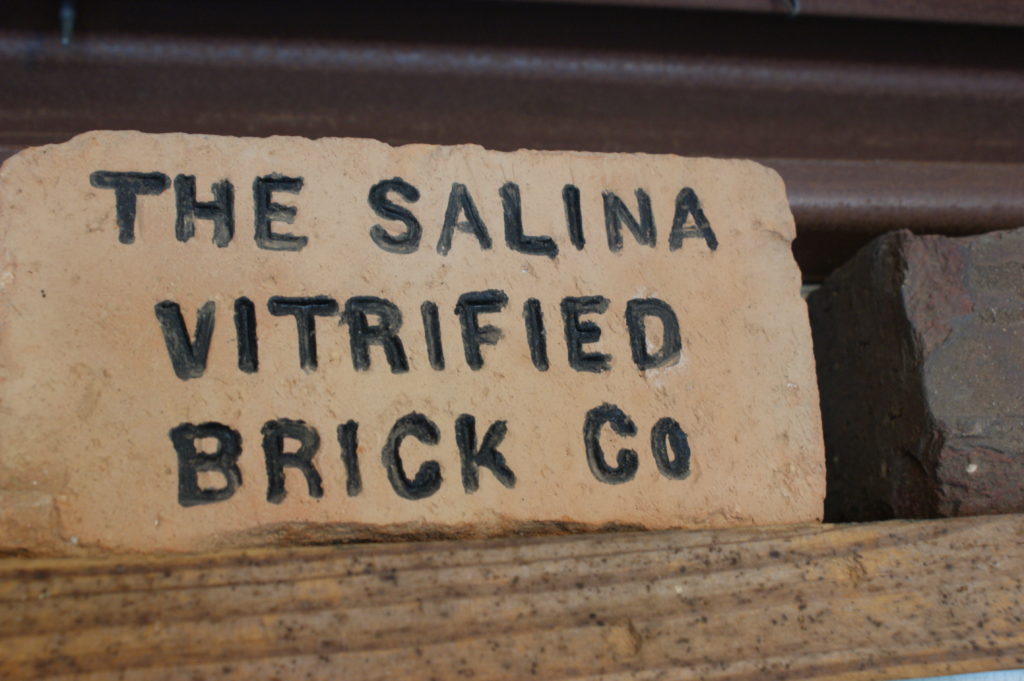 THE SALINA
VITRIFIED
BRICK CO